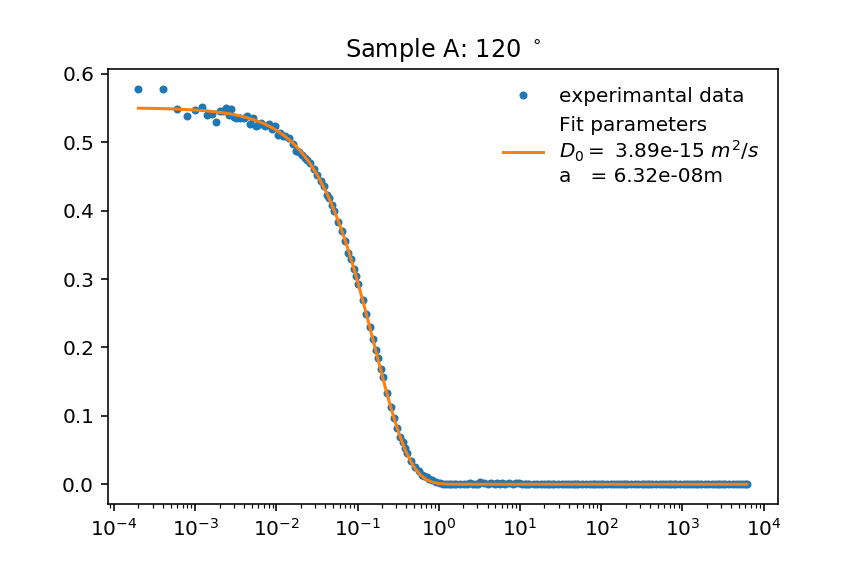 Sample A: 120 °
experimantal data
Fit parameters
D₀ = 3.89e-15 m²/s
a = 6.32e-08m
0.6
0.5
0.4
0.3
0.2
0.1
0.0
10⁻⁴ 10⁻³ 10⁻² 10⁻¹ 10⁰ 10¹ 10² 10³ 10⁴